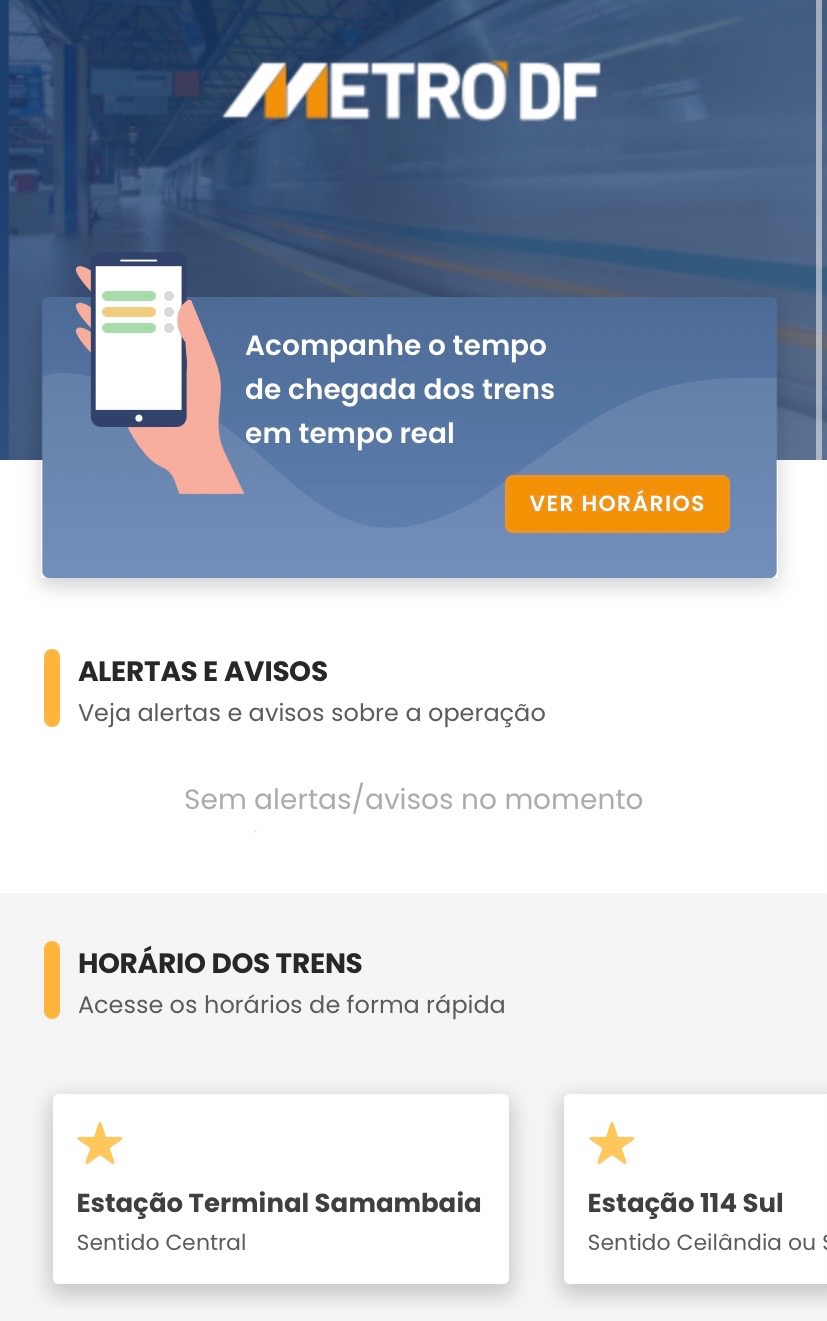 METRÔ DF
Acompanhe o tempo
de chegada dos trens
em tempo real
VER HORÁRIOS
ALERTAS E AVISOS
Veja alertas e avisos sobre a operação
Sem alertas/avisos no momento
HORÁRIO DOS TRENS
Acesse os horários de forma rápida
Estação Terminal Samambaia
Sentido Central
Estação 114 Sul
Sentido Ceilândia ou